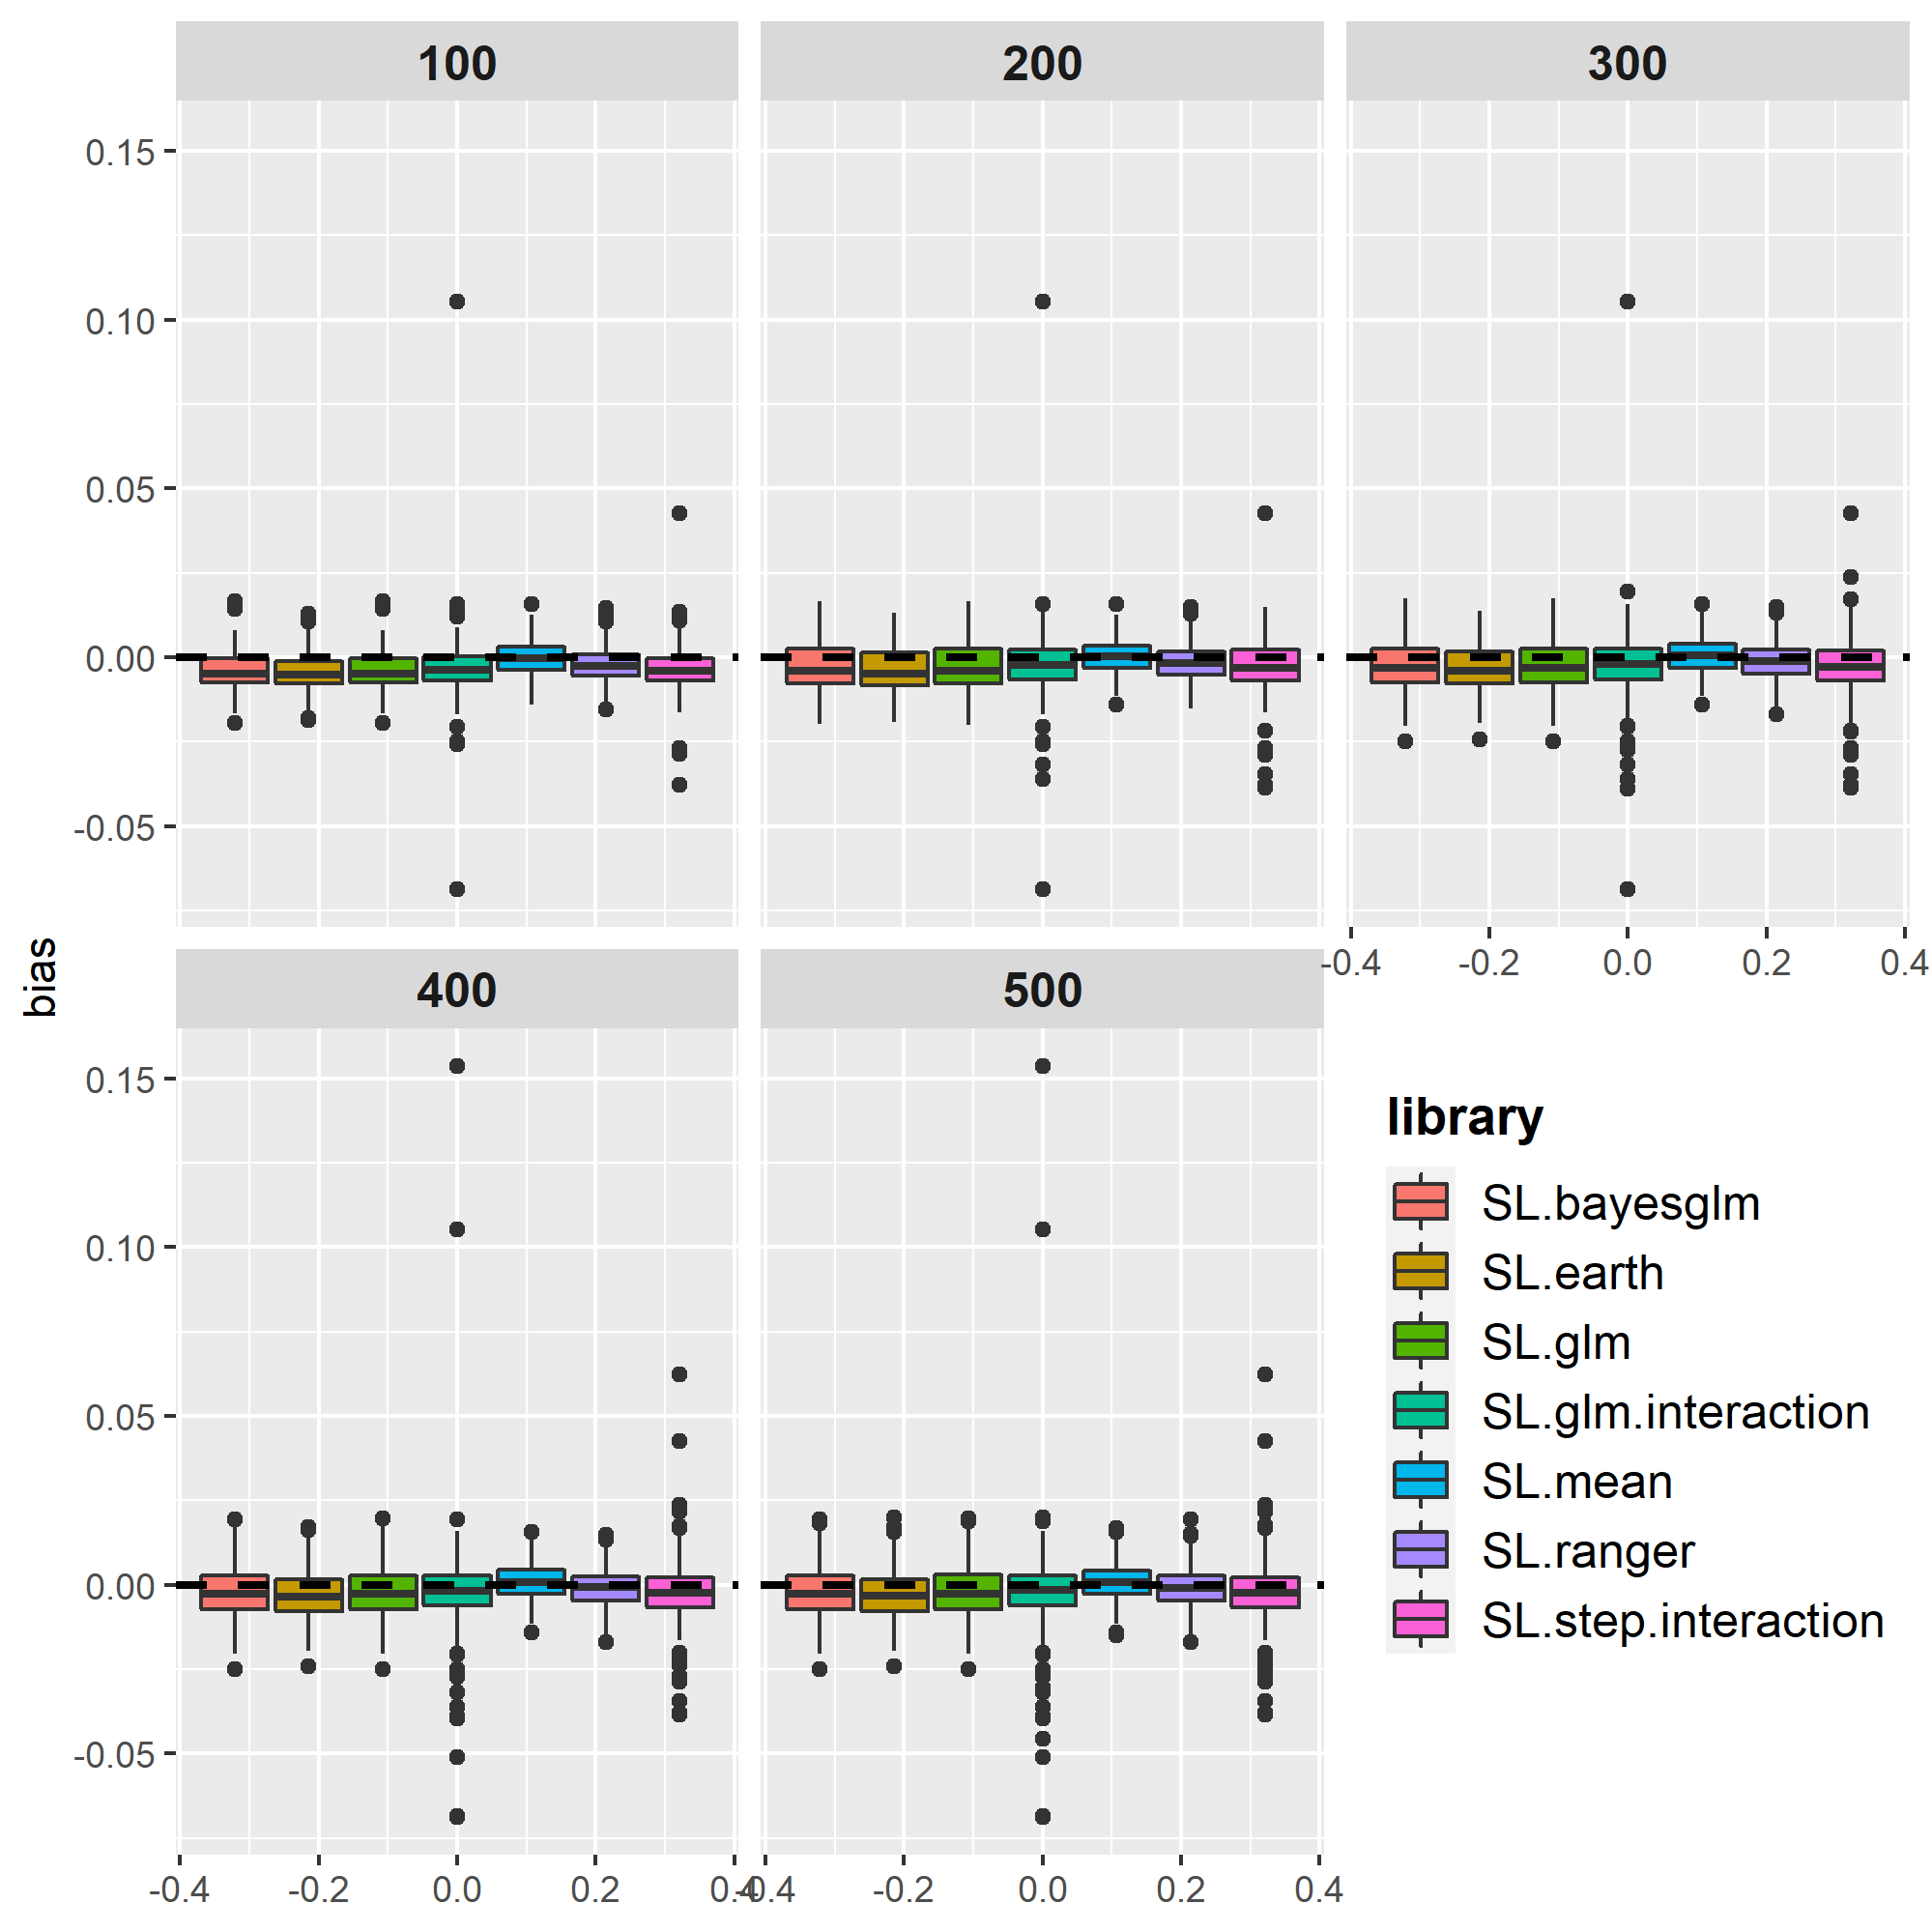 100
200
300
0.15
0.10
0.05
0.00
-0.05
-0.4 -0.2 0.0 0.2 0.4
bias
400
500
0.15
0.10
0.05
0.00
-0.05
-0.4 -0.2 0.0 0.2 0.4
-0.4 -0.2 0.0 0.2 0.4
library
SL.bayesglm
SL.earth
SL.glm
SL.glm.interaction
SL.mean
SL.ranger
SL.step.interaction